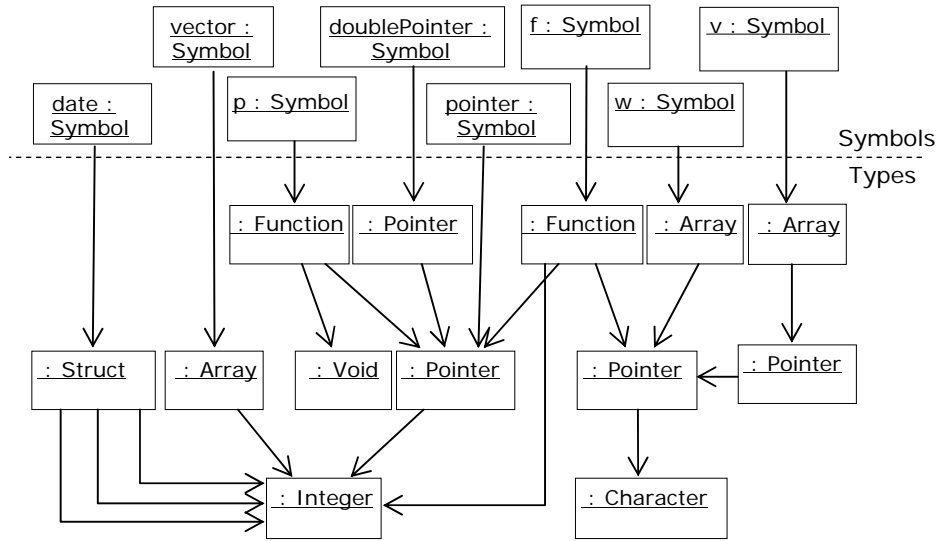 vector :
Symbol
doublePointer :
Symbol
f : Symbol
v : Symbol
date :
Symbol
p : Symbol
pointer :
Symbol
w : Symbol
Symbols
Types
: Function
: Pointer
: Function
: Array
: Array
: Struct
: Array
: Void
: Pointer
: Pointer
: Pointer
: Integer
: Character